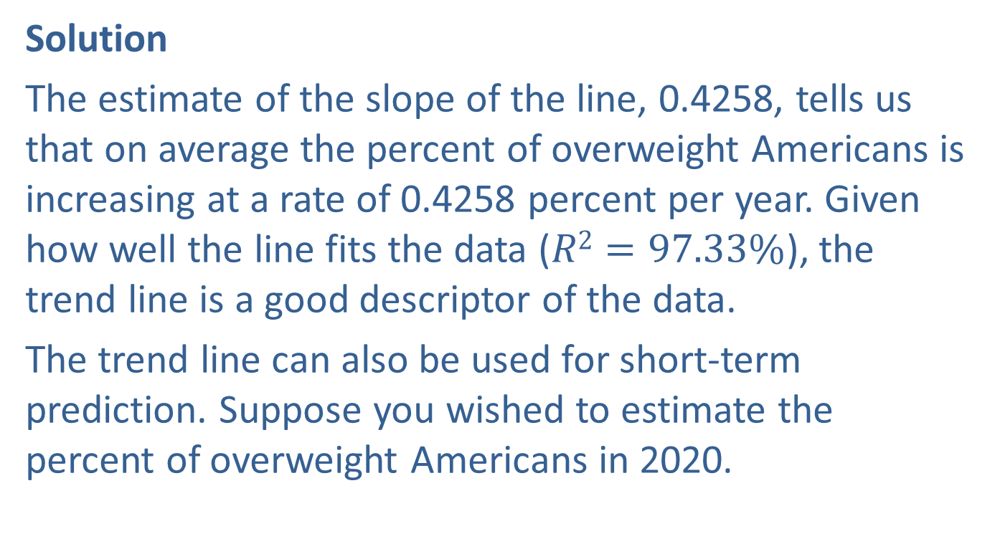 Solution
The estimate of the slope of the line, 0.4258, tells us
that on average the percent of overweight Americans is
increasing at a rate of 0.4258 percent per year. Given
how well the line fits the data (R² = 97.33%), the
trend line is a good descriptor of the data.
The trend line can also be used for short-term
prediction. Suppose you wished to estimate the
percent of overweight Americans in 2020.